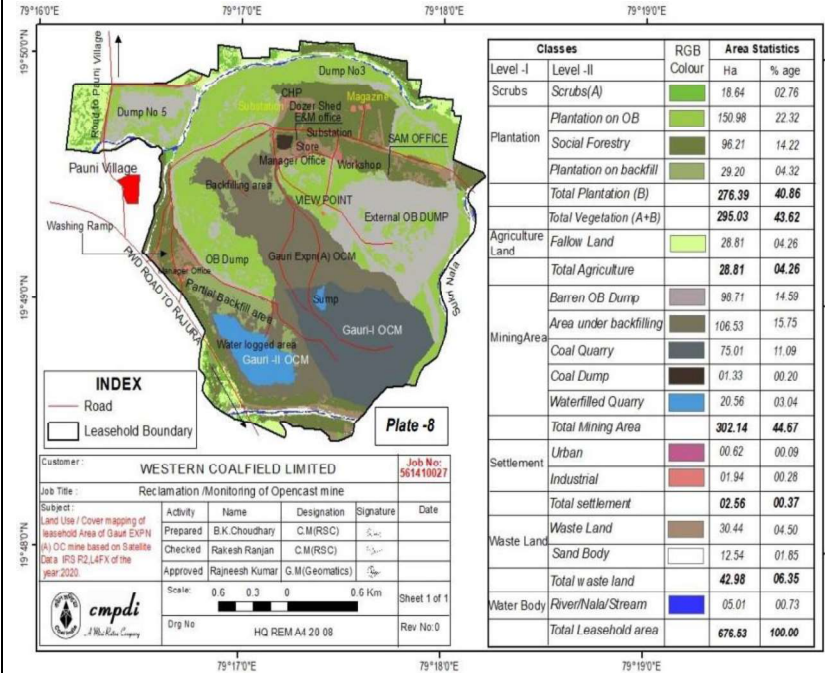 79°16'0"E 79°17'0"E 79°18'0"E 79°19'0"E
19°50'0"N
19°49'0"N
19°48'0"N
Road to Pauni Village
Dump No3
Dump No 5
CHP
Substation
Dozer Shed
E&M office
Magazine
Substation
Store
SAM OFFICE
Manager Office
Workshop
Pauni Village
Backfilling area
VIEW POINT
External OB DUMP
Washing Ramp
OB Dump
Gauri Expn(A) OCM
Manager Office
PWD ROAD TO RAJURA
Partial Backfill area
Sump
Suti Nala
Gauri-I OCM
Water logged area
Gauri -II OCM
INDEX
Road
Leasehold Boundary
Plate -8
Classes RGB Colour Area Statistics
Level -I Level -II Ha % age
Scrubs Scrubs(A) 18.64 02.76
Plantation Plantation on OB 150.98 22.32
Social Forestry 96.21 14.22
Plantation on backfill 29.20 04.32
Total Plantation (B) 276.39 40.86
Total Vegetation (A+B) 295.03 43.62
Agriculture Land Fallow Land 28.81 04.26
Total Agriculture 28.81 04.26
MiningArea Barren OB Dump 98.71 14.59
Area under backfilling 106.53 15.75
Coal Quarry 75.01 11.09
Coal Dump 01.33 00.20
Waterfilled Quarry 20.56 03.04
Total Mining Area 302.14 44.67
Settlement Urban 00.62 00.09
Industrial 01.94 00.28
Total settlement 02.56 00.37
Waste Land Waste Land 30.44 04.50
Sand Body 12.54 01.85
Total waste land 42.98 06.35
Water Body River/Nala/Stream 05.01 00.73
Total Leasehold area 676.53 100.00
Customer : WESTERN COALFIELD LIMITED Job No: 561410027
Job Title : Reclamation /Monitoring of Opencast mine
Subject :
Land Use / Cover mapping of
leasehold Area of Gauri EXPN
(A) OC mine based on Satellite
Data IRS R2,L4FX of the
year:2020.
Activity Name Designation Signature Date
Prepared B.K.Choudhary C.M(RSC)
Checked Rakesh Ranjan C.M(RSC)
Approved Rajneesh Kumar G.M(Geomatics)
cmpdi
A Mini Ratna Company
Scale: 0.6 0.3 0 0.6 Km Sheet 1 of 1
Drg No HQ REM A4 20 08 Rev No:0
79°17'0"E 79°18'0"E 79°19'0"E